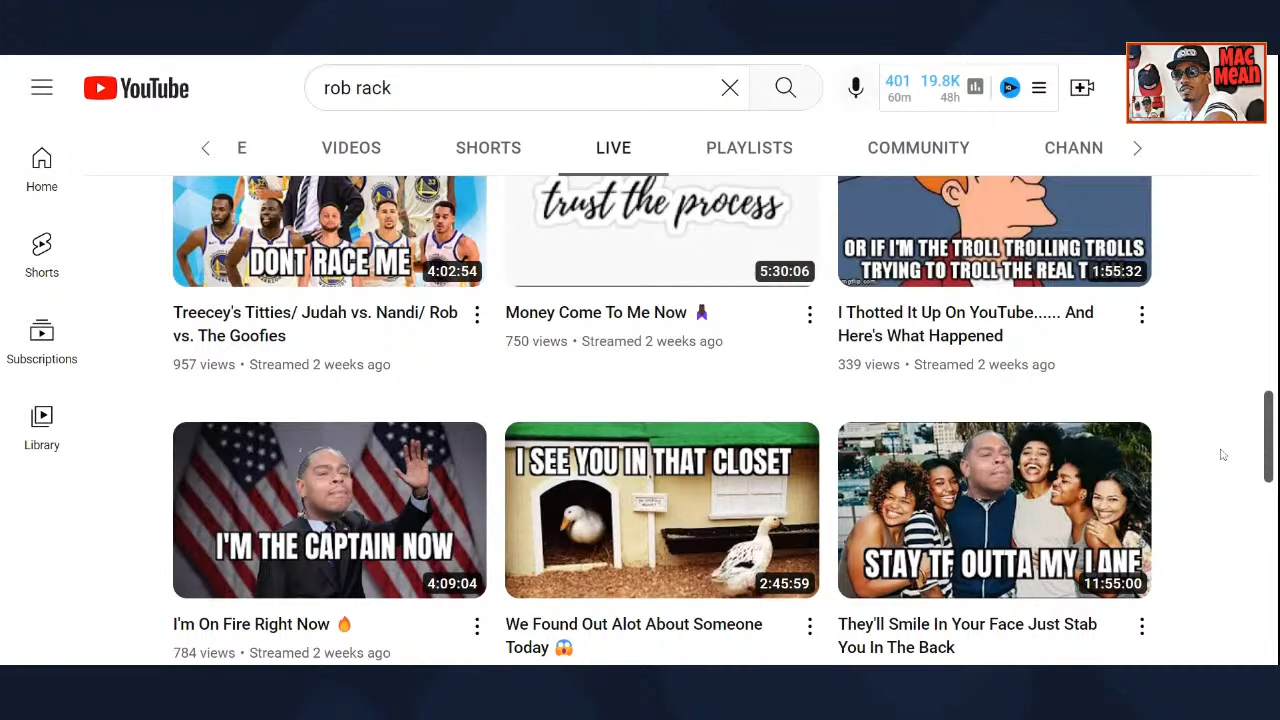 YouTube
rob rack
401 19.8K
60m 48h
MAC
MEAN
E VIDEOS SHORTS LIVE PLAYLISTS COMMUNITY CHANN
Home
Shorts
Subscriptions
Library
DONT RACE ME
4:02:54
Treecey's Titties/ Judah vs. Nandi/ Rob
vs. The Goofies
957 views • Streamed 2 weeks ago
trust the process
5:30:06
Money Come To Me Now
750 views • Streamed 2 weeks ago
OR IF I'M THE TROLL TROLLING TROLLS
TRYING TO TROLL THE REAL
1:55:32
imgflip.com
I Thotted It Up On YouTube...... And
Here's What Happened
339 views • Streamed 2 weeks ago
I'M THE CAPTAIN NOW
4:09:04
I'm On Fire Right Now 🔥
784 views • Streamed 2 weeks ago
I SEE YOU IN THAT CLOSET
2:45:59
We Found Out Alot About Someone
Today 😱
STAY TF OUTTA MY LANE
11:55:00
They'll Smile In Your Face Just Stab
You In The Back